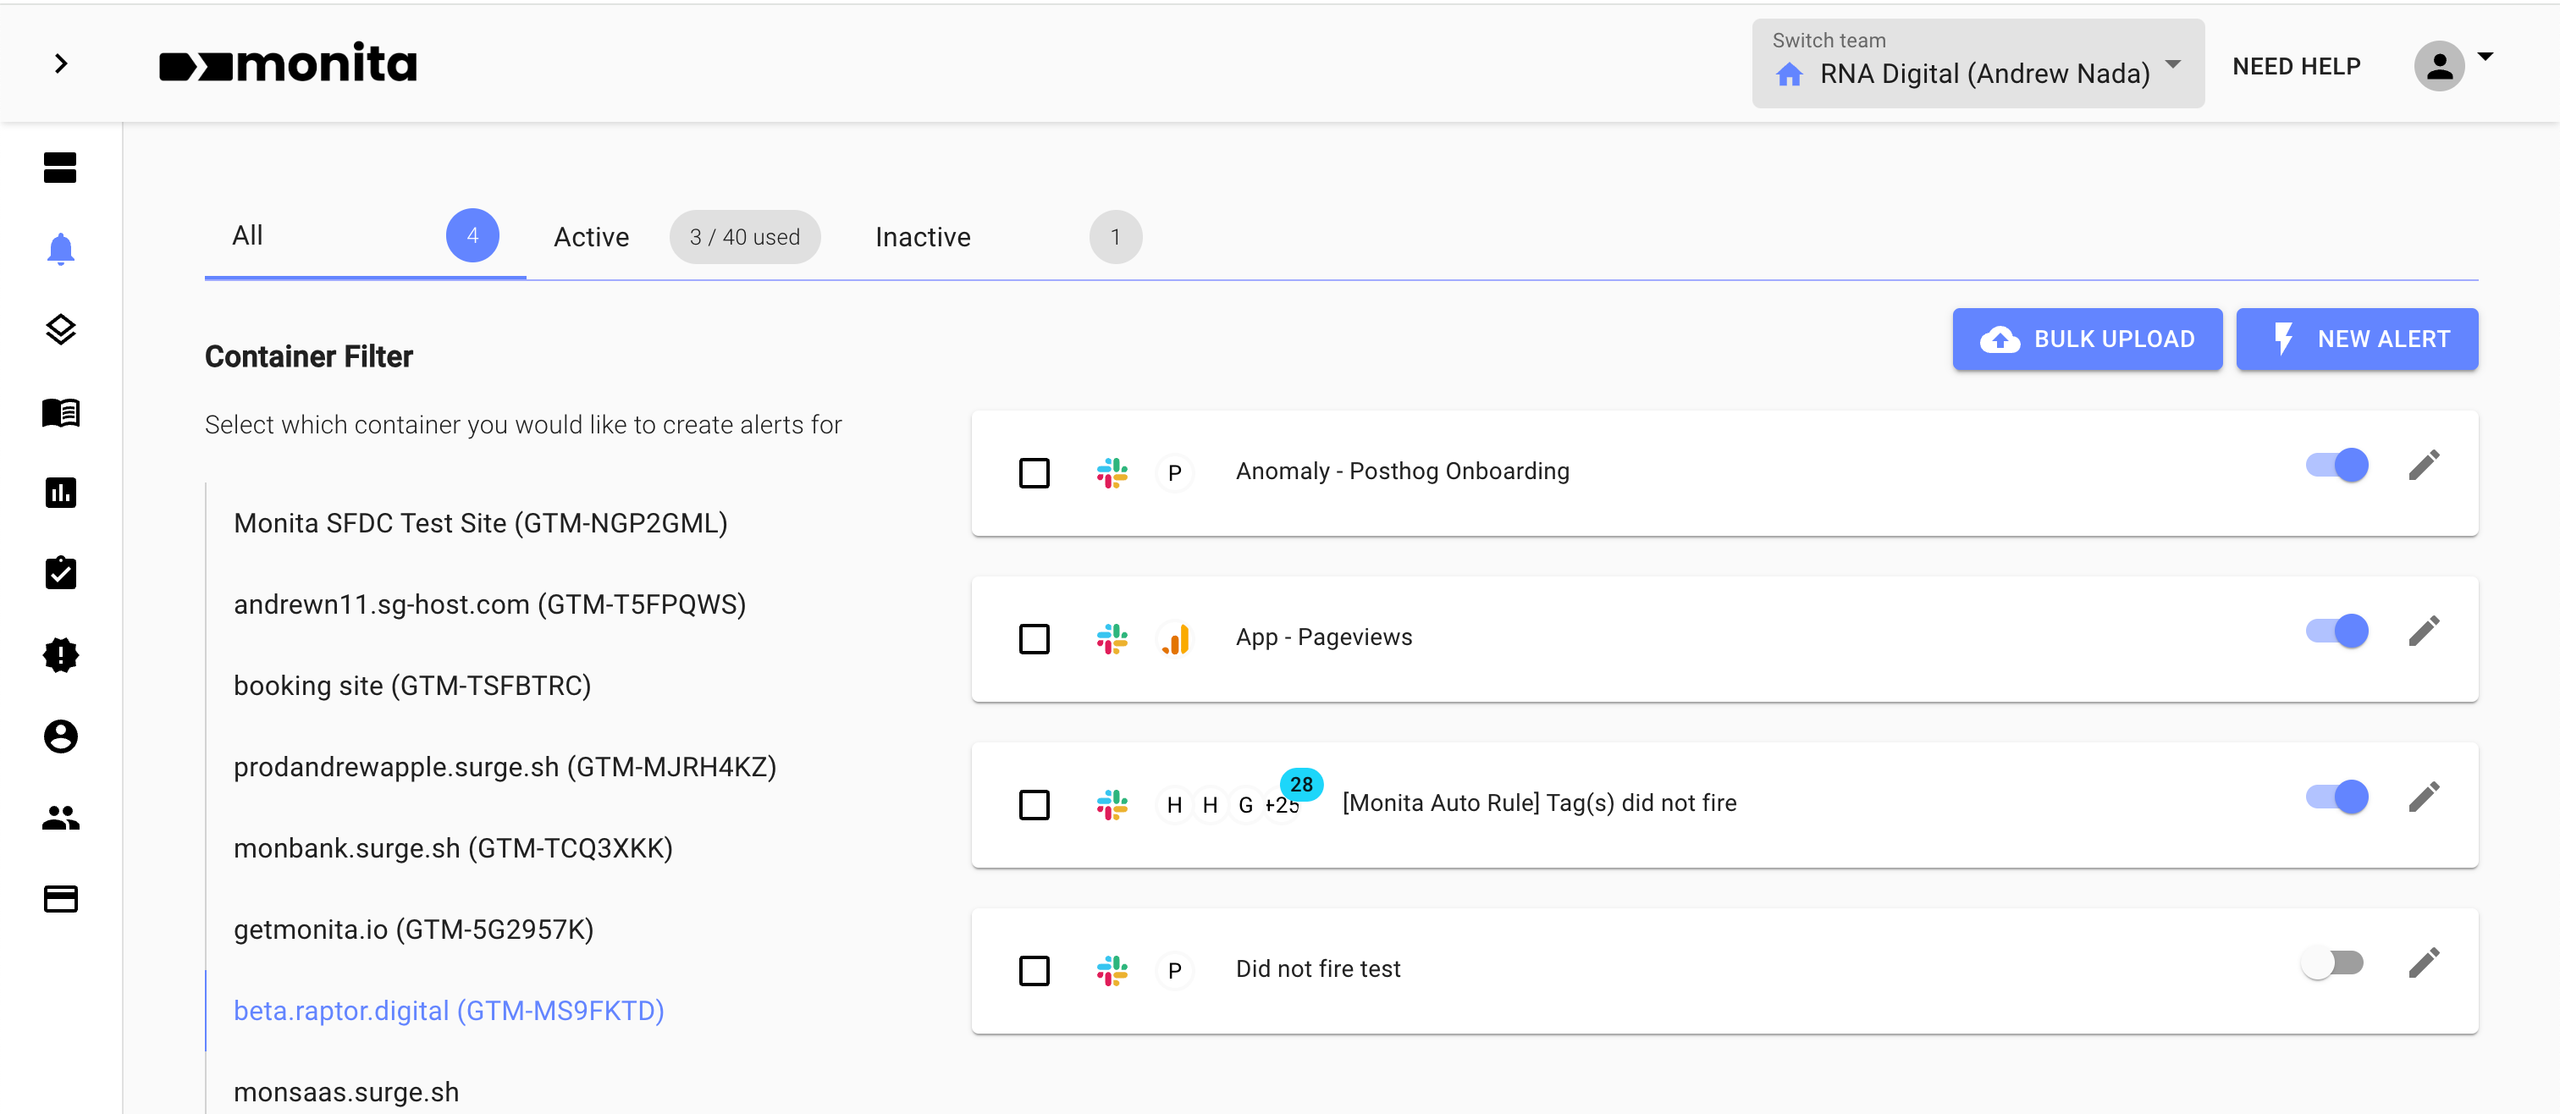 monita
Switch team
RNA Digital (Andrew Nada)
NEED HELP
All
4
Active
3 / 40 used
Inactive
1
Container Filter
BULK UPLOAD
NEW ALERT
Select which container you would like to create alerts for
Monita SFDC Test Site (GTM-NGP2GML)
andrewn11.sg-host.com (GTM-T5FPQWS)
booking site (GTM-TSFBTRC)
prodandrewapple.surge.sh (GTM-MJRH4KZ)
monbank.surge.sh (GTM-TCQ3XKK)
getmonita.io (GTM-5G2957K)
beta.raptor.digital (GTM-MS9FKTD)
monsaas.surge.sh
P
Anomaly - Posthog Onboarding
App - Pageviews
H H G +25
28
[Monita Auto Rule] Tag(s) did not fire
P
Did not fire test